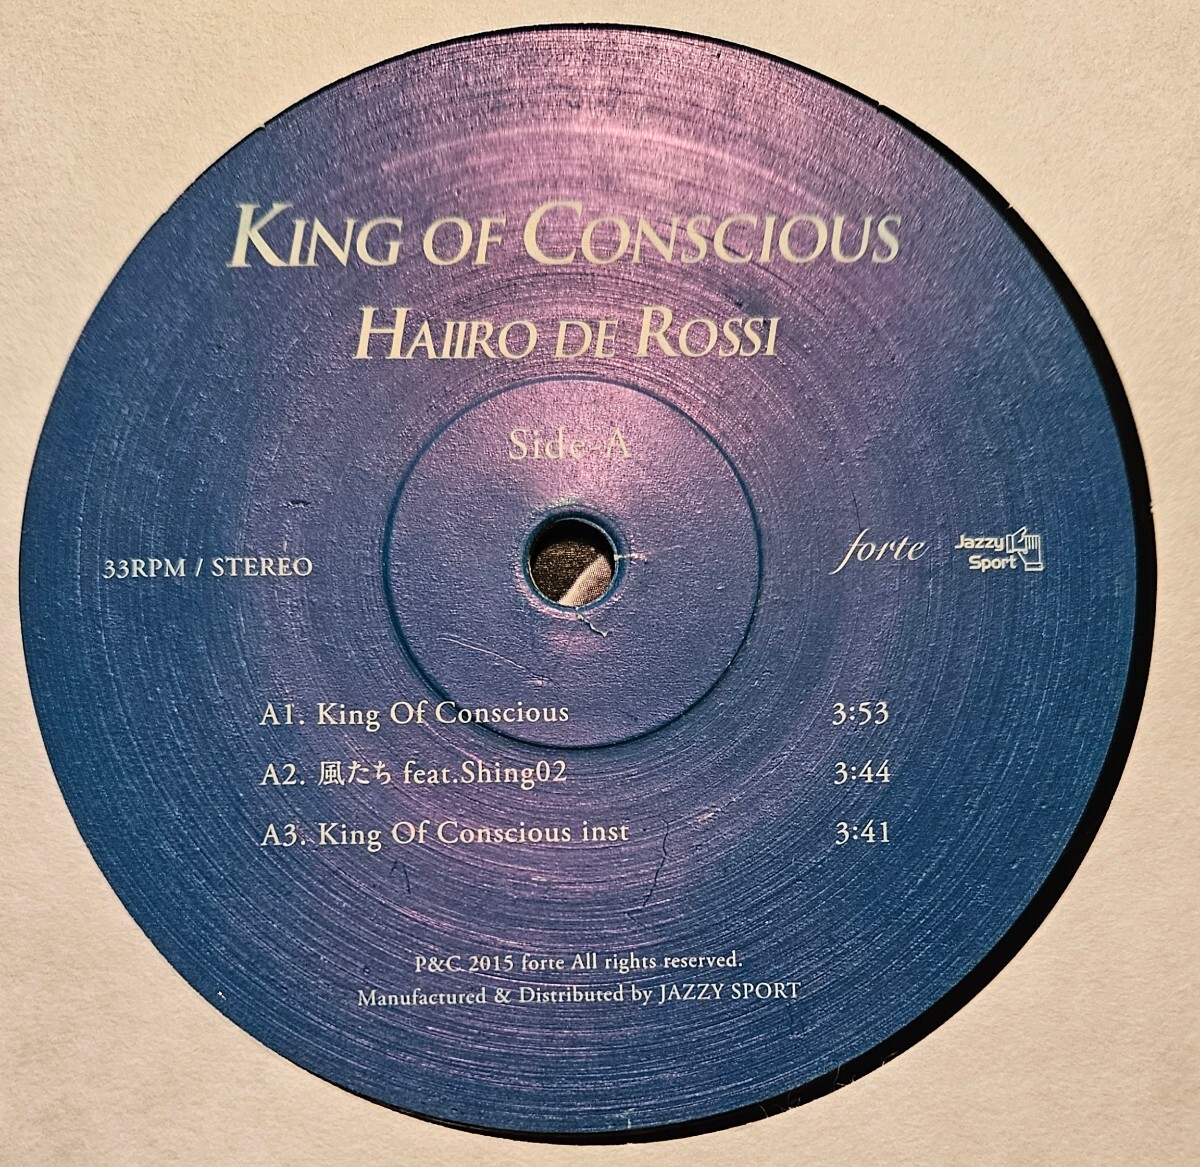 KING OF CONSCIOUS
HAIIRO DE ROSSI
Side-A
33RPM / STEREO
forte
Jazzy
Sport
A1. King Of Conscious 3:53
A2. 風たち feat.Shing02 3:44
A3. King Of Conscious inst 3:41
P&C 2015 forte All rights reserved.
Manufactured & Distributed by JAZZY SPORT